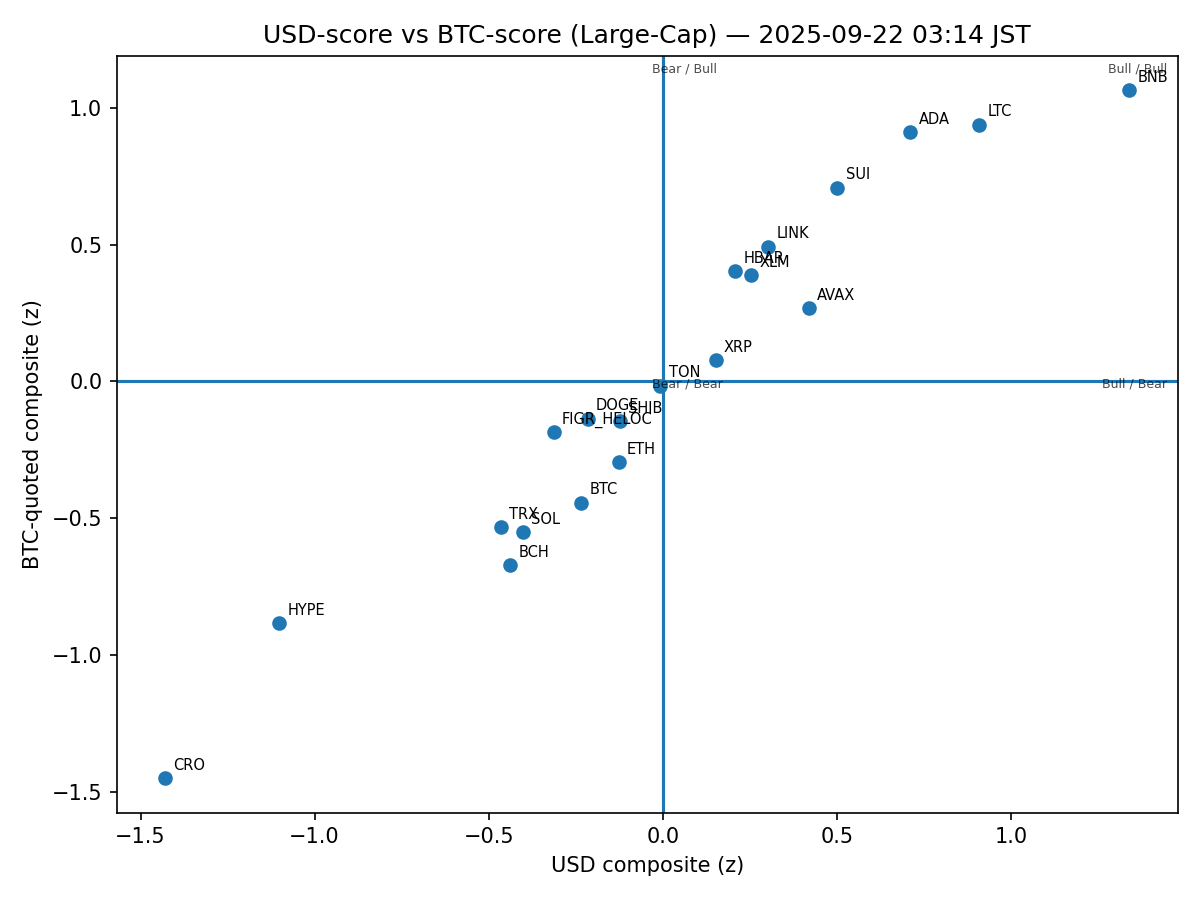 USD-score vs BTC-score (Large-Cap) — 2025-09-22 03:14 JST
Bear / Bull
Bull / Bull
BNB
LTC
ADA
SUI
LINK
HBAR
XLM
AVAX
XRP
TON
Bear / Bear
Bull / Bear
DOGE
SHIB
FIGR_HELOC
ETH
BTC
TRX
SOL
BCH
HYPE
CRO
1.0
0.5
0.0
−0.5
−1.0
−1.5
BTC-quoted composite (z)
−1.5
−1.0
−0.5
0.0
0.5
1.0
USD composite (z)